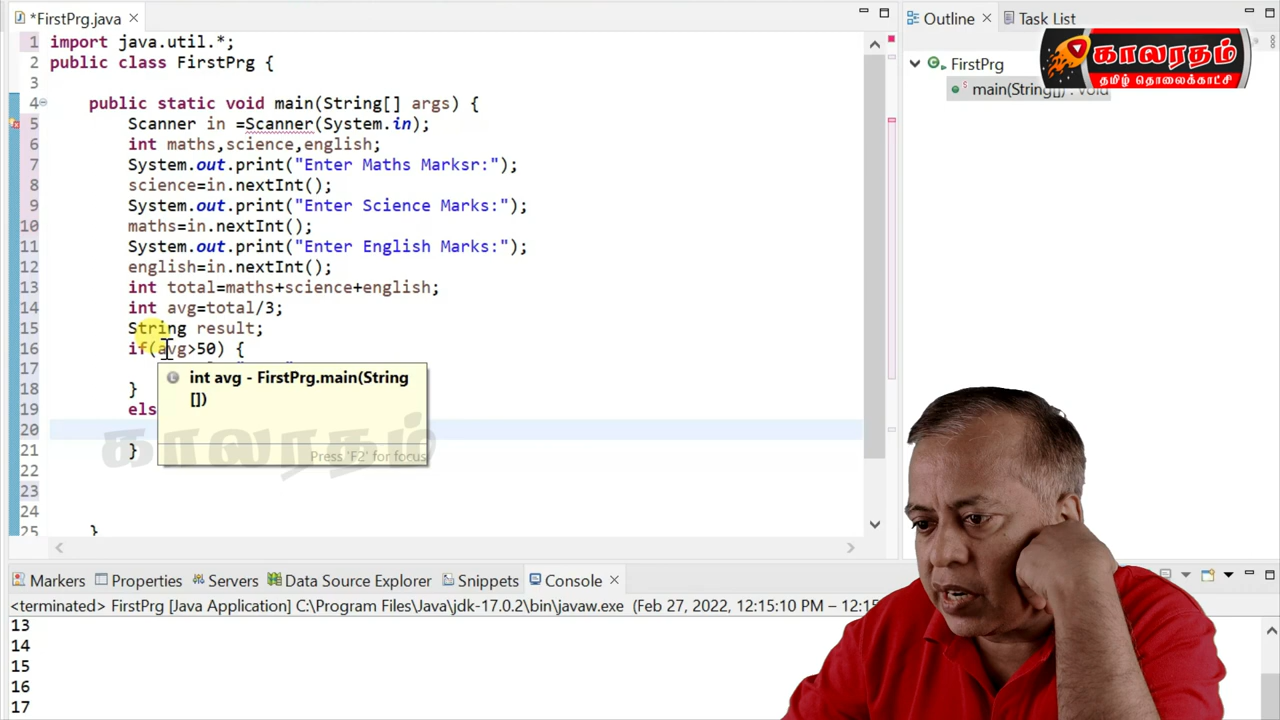 *FirstPrg.java
Outline
Task List
காலரதம்
தமிழ் தொலைக்காட்சி
FirstPrg
main(String[]) : void
1 import java.util.*;
2 public class FirstPrg {
3
4 public static void main(String[] args) {
5 Scanner in =Scanner(System.in);
6 int maths,science,english;
7 System.out.print("Enter Maths Marksr:");
8 science=in.nextInt();
9 System.out.print("Enter Science Marks:");
10 maths=in.nextInt();
11 System.out.print("Enter English Marks:");
12 english=in.nextInt();
13 int total=maths+science+english;
14 int avg=total/3;
15 String result;
16 if(avg>50) {
17
int avg - FirstPrg.main(String
[])
18 }
19 els
20
காலரதம்
Press 'F2' for focus
21 }
22
23
24
25 }
Markers Properties Servers Data Source Explorer Snippets Console
<terminated> FirstPrg [Java Application] C:\Program Files\Java\jdk-17.0.2\bin\javaw.exe (Feb 27, 2022, 12:15:10 PM – 12:15
13
14
15
16
17